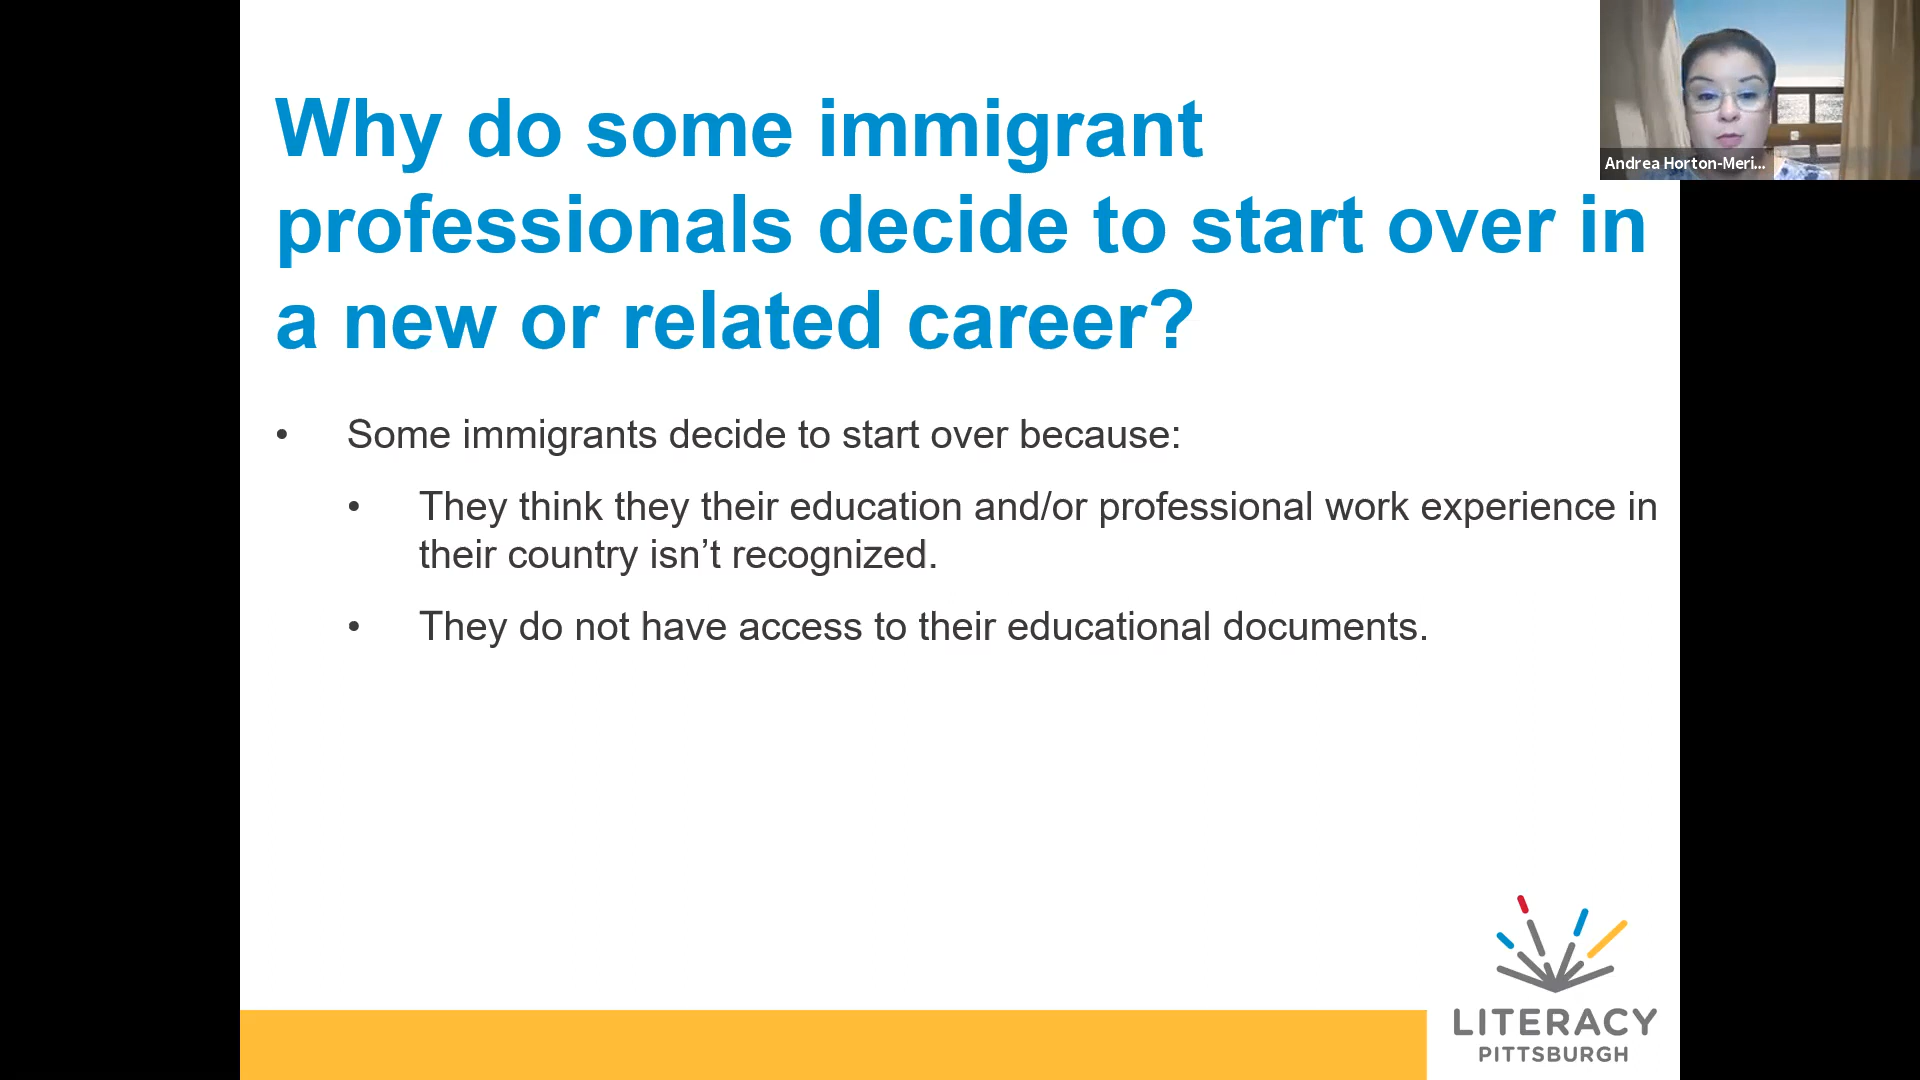 Why do some immigrant
professionals decide to start over in
a new or related career?
Andrea Horton-Meri...
• Some immigrants decide to start over because:
• They think they their education and/or professional work experience in
their country isn’t recognized.
• They do not have access to their educational documents.
LITERACY
PITTSBURGH